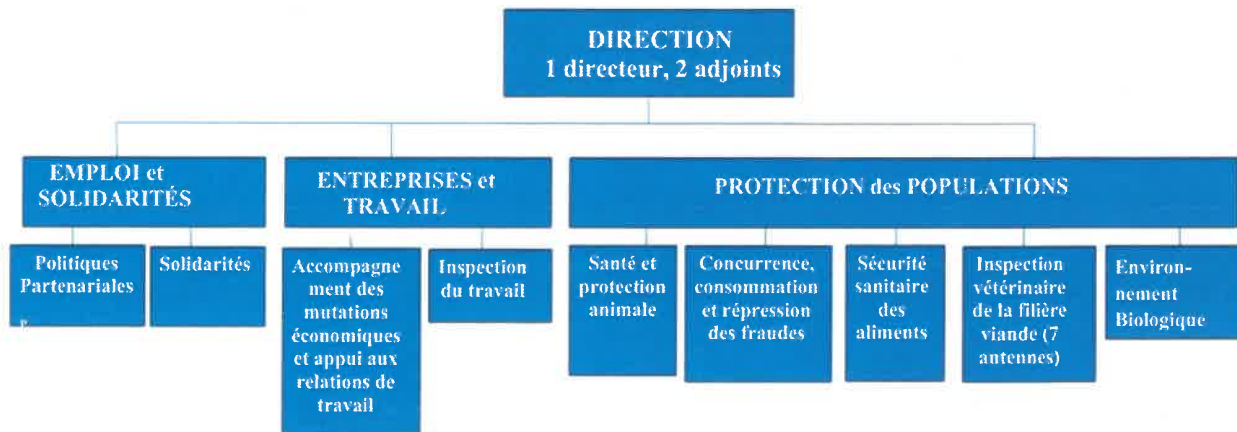 DIRECTION
1 directeur, 2 adjoints
EMPLOI et
SOLIDARITÉS
ENTREPRISES et
TRAVAIL
PROTECTION des POPULATIONS
Politiques
Partenariales
Solidarités
Accompagne
ment des
mutations
économiques
et appui aux
relations de
travail
Inspection
du travail
Santé et
protection
animale
Concurrence,
consommation
et répression
des fraudes
Sécurité
sanitaire
des
aliments
Inspection
vétérinaire
de la filière
viande (7
antennes)
Environ-
nement
Biologique